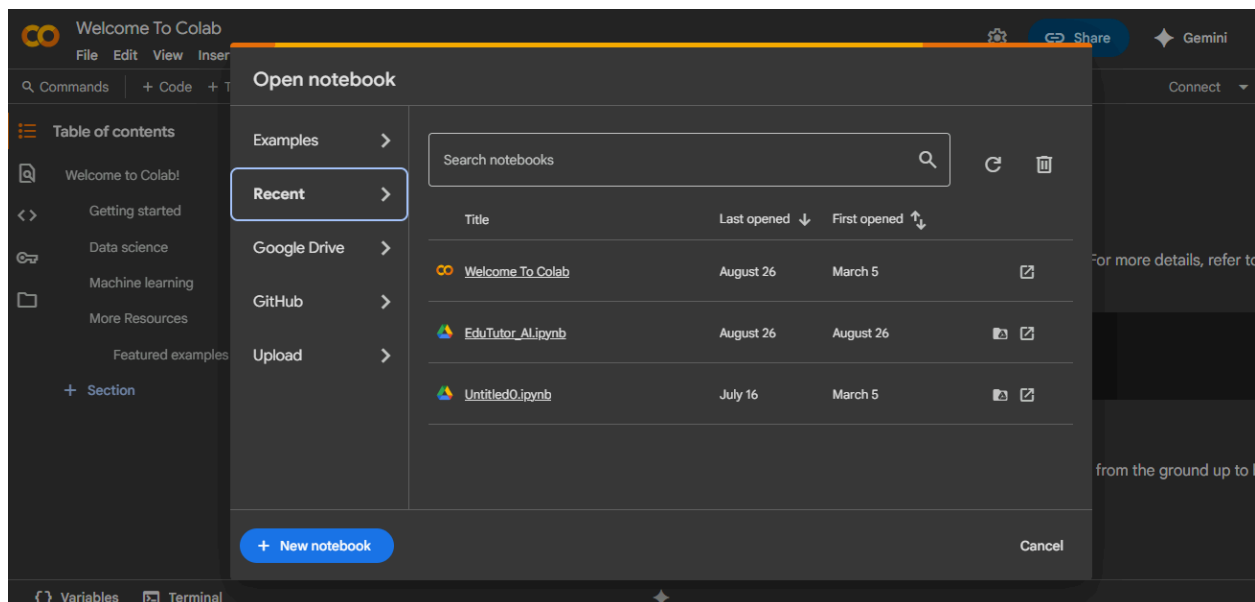 Welcome To Colab
File Edit View Inser
Share
Gemini
Commands + Code + T
Connect
Table of contents
Welcome to Colab!
Getting started
Data science
Machine learning
More Resources
Featured examples
+ Section
Open notebook
Examples
Recent
Google Drive
GitHub
Upload
Search notebooks
Title Last opened First opened
Welcome To Colab August 26 March 5
EduTutor_AI.ipynb August 26 August 26
Untitled0.ipynb July 16 March 5
+ New notebook
Cancel
For more details, refer to
from the ground up to
Variables Terminal